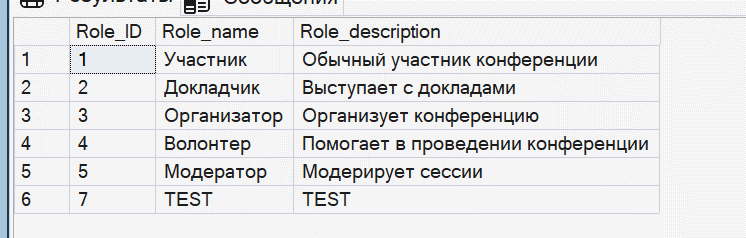 Результаты Сообщения
Role_ID Role_name Role_description
1 1 Участник Обычный участник конференции
2 2 Докладчик Выступает с докладами
3 3 Организатор Организует конференцию
4 4 Волонтер Помогает в проведении конференции
5 5 Модератор Модерирует сессии
6 7 TEST TEST